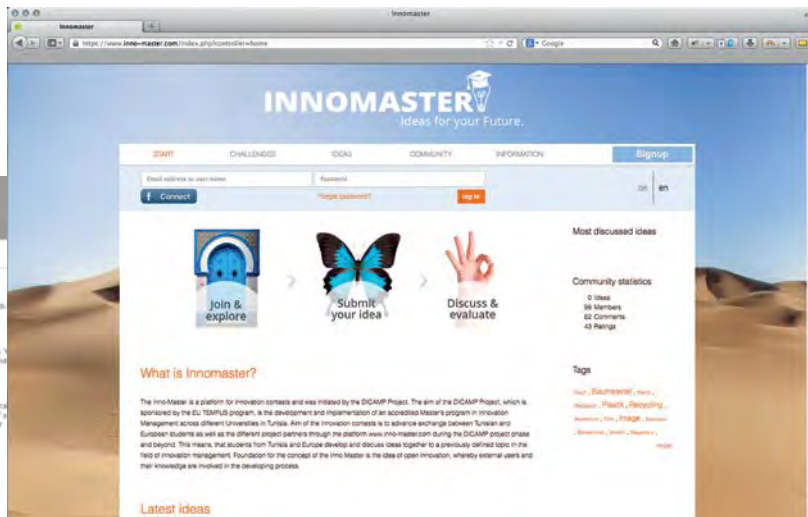 Innomaster
Innomaster
https://www.inno-master.com/index.php?controller=home
Google
INNOMASTER
Ideas for your Future.
START CHALLENGES IDEAS COMMUNITY INFORMATION Signup
Email address or user name Password
f Connect Forgot password? log in
de en
Join &
explore
Submit
your idea
Discuss &
evaluate
Most discussed ideas
Community statistics
0 Ideas
96 Members
62 Comments
43 Ratings
What is Innomaster?
The Inno-Master is a platform for innovation contests and was initiated by the DICAMP Project. The aim of the DICAMP Project, which is
sponsored by the EU TEMPUS program, is the development and implementation of an accredited Master's program in Innovation
Management across different Universities in Tunisia. Aim of the innovation contests is to advance exchange between Tunisian and
European students as well as the different project partners through the platform www.inno-master.com during the DICAMP project phase
and beyond. This means, that students from Tunisia and Europe develop and discuss ideas together to a previously defined topic in the
field of innovation management. Foundation for the concept of the Inno Master is the idea of open innovation, whereby external users and
their knowledge are involved in the developing process.
Tags
Baumaterial
Plastik, Recycling,
Image
more
Latest ideas